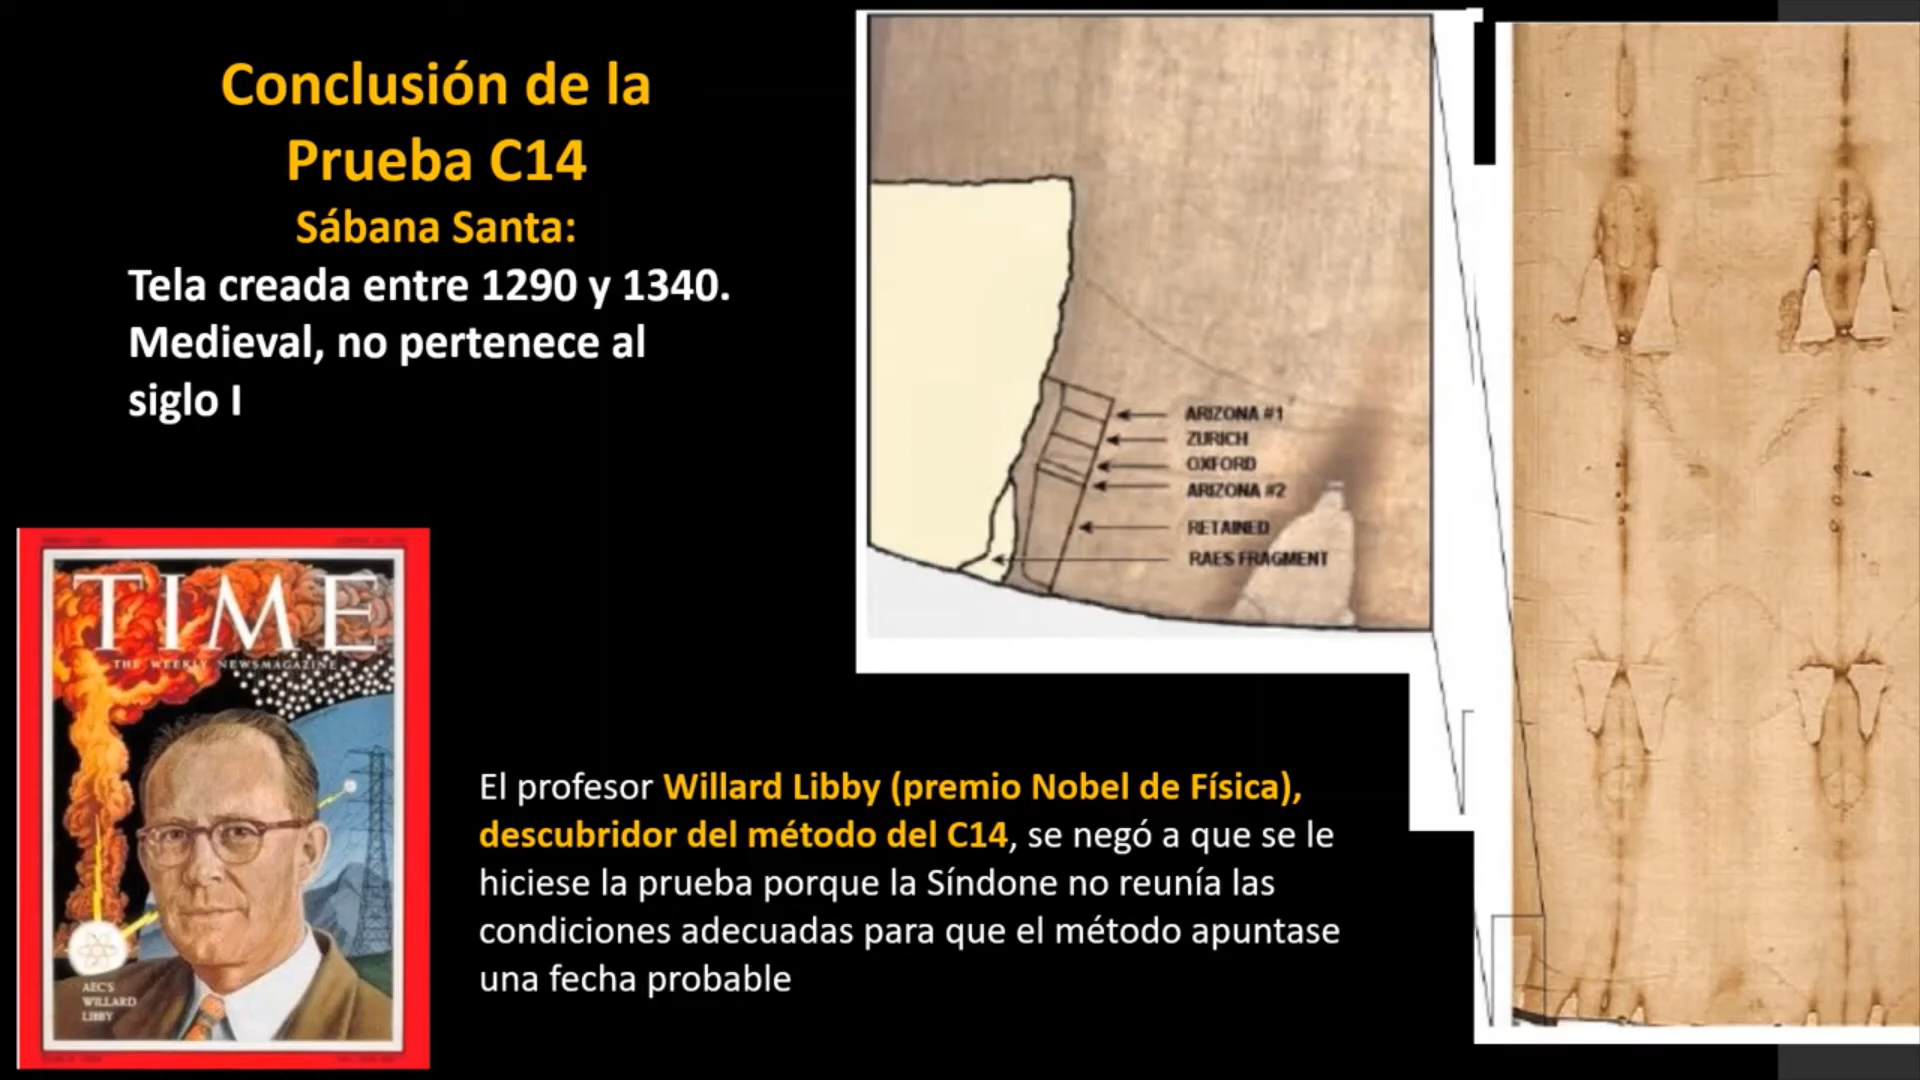 Conclusión de la
Prueba C14
Sábana Santa:
Tela creada entre 1290 y 1340.
Medieval, no pertenece al
siglo I
ARIZONA #1
ZURICH
OXFORD
ARIZONA #2
RETAINED
RAES FRAGMENT
TIME
THE WEEKLY NEWSMAGAZINE
AEC'S
WILLARD
LIBBY
El profesor Willard Libby (premio Nobel de Física),
descubridor del método del C14, se negó a que se le
hiciese la prueba porque la Síndone no reunía las
condiciones adecuadas para que el método apuntase
una fecha probable